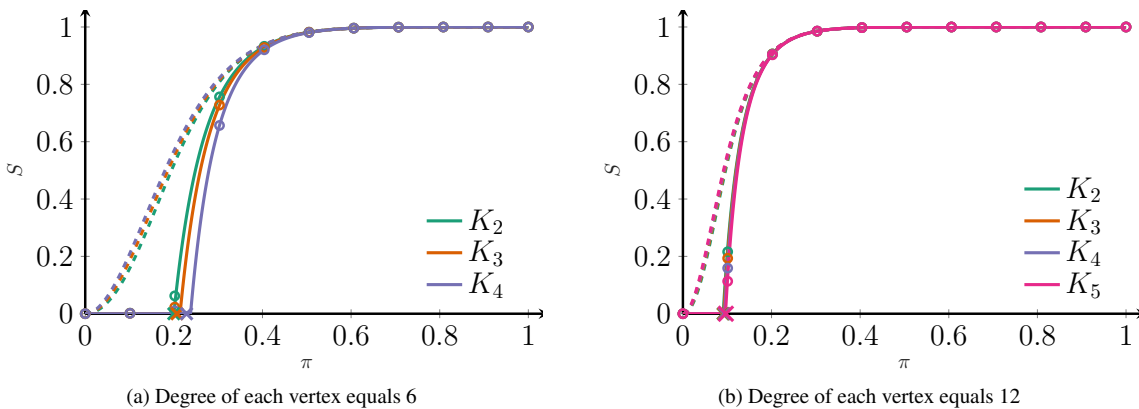 1
0.8
0.6
0.4
0.2
0
S
0 0.2 0.4 0.6 0.8 1
π
K2
K3
K4
(a) Degree of each vertex equals 6
1
0.8
0.6
0.4
0.2
0
S
0 0.2 0.4 0.6 0.8 1
π
K2
K3
K4
K5
(b) Degree of each vertex equals 12